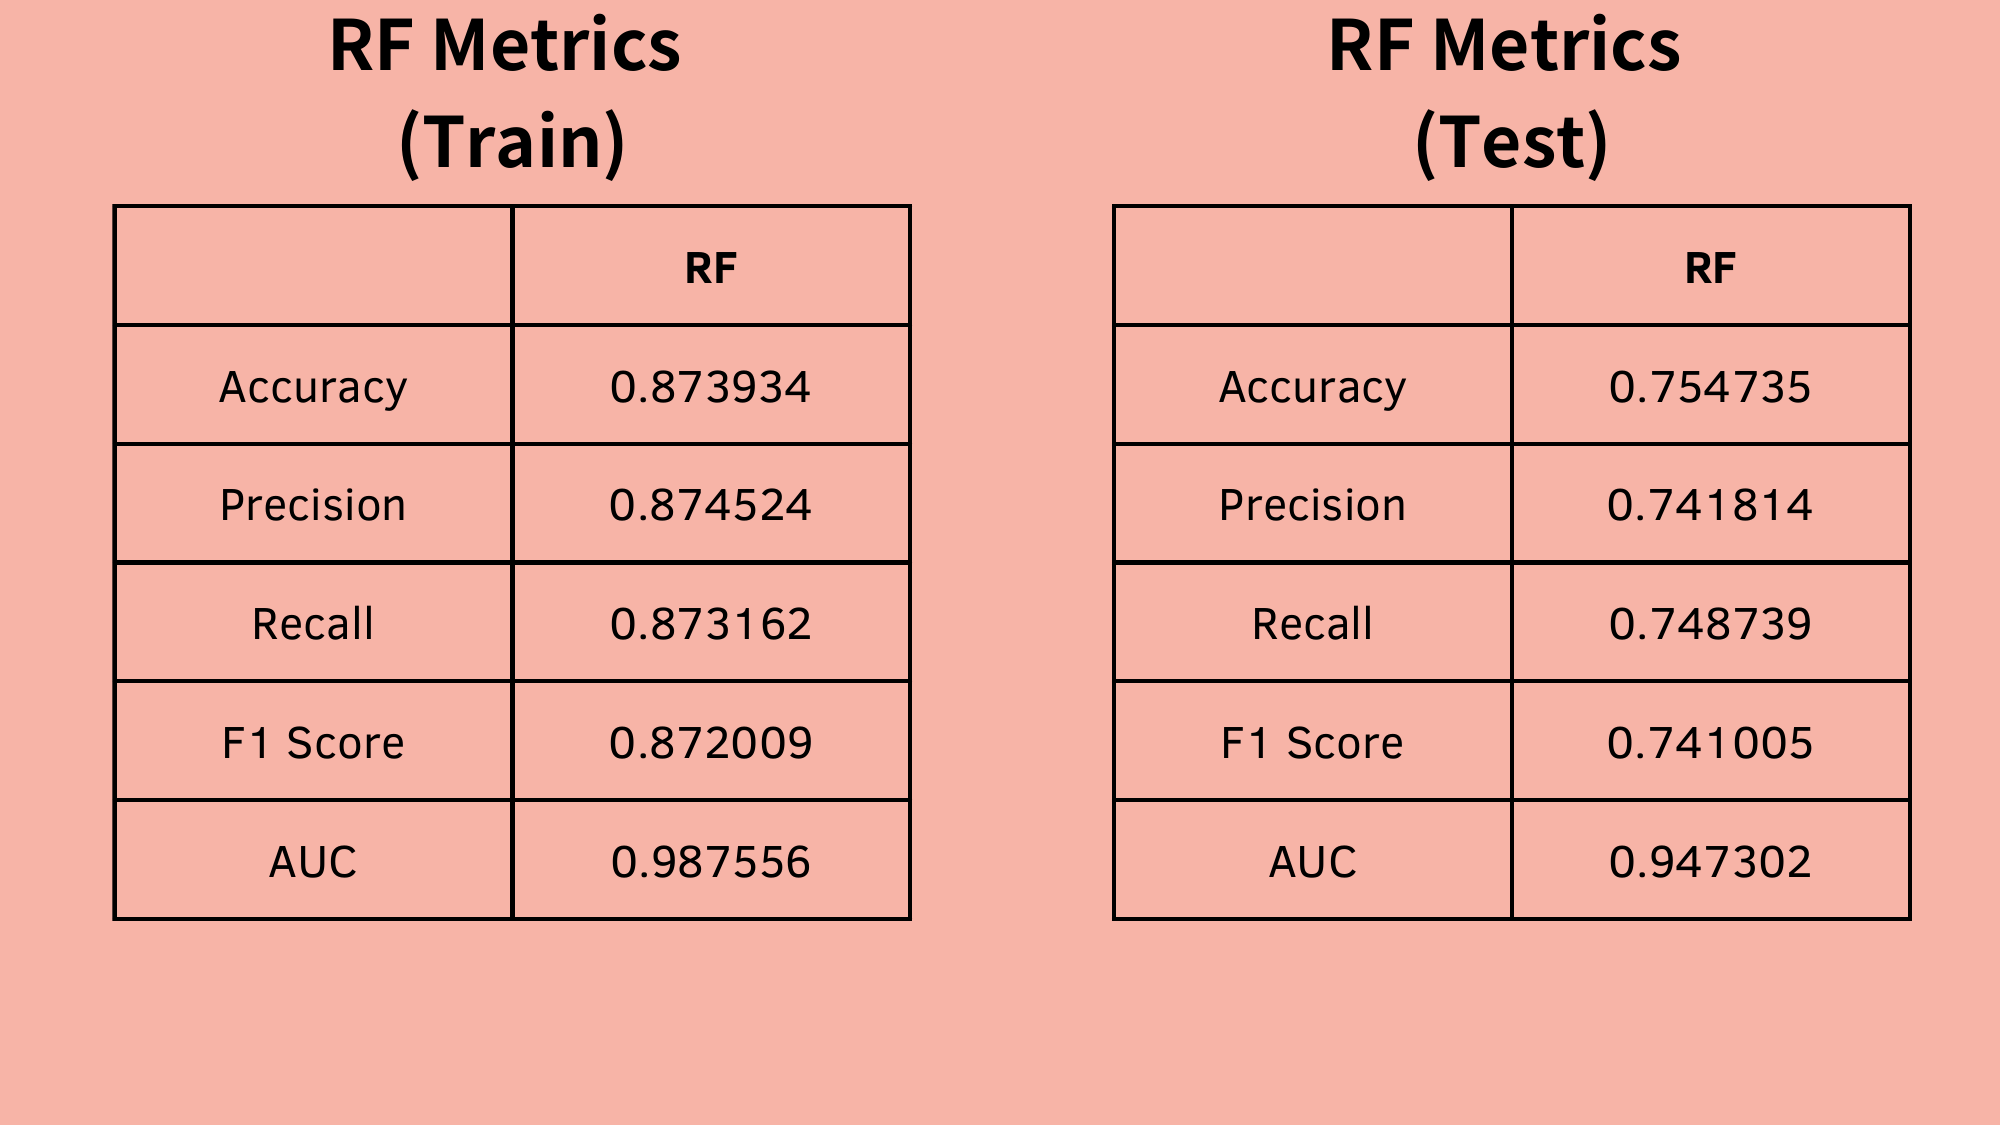 RF Metrics
(Train)
RF
Accuracy 0.873934
Precision 0.874524
Recall 0.873162
F1 Score 0.872009
AUC 0.987556
RF Metrics
(Test)
RF
Accuracy 0.754735
Precision 0.741814
Recall 0.748739
F1 Score 0.741005
AUC 0.947302